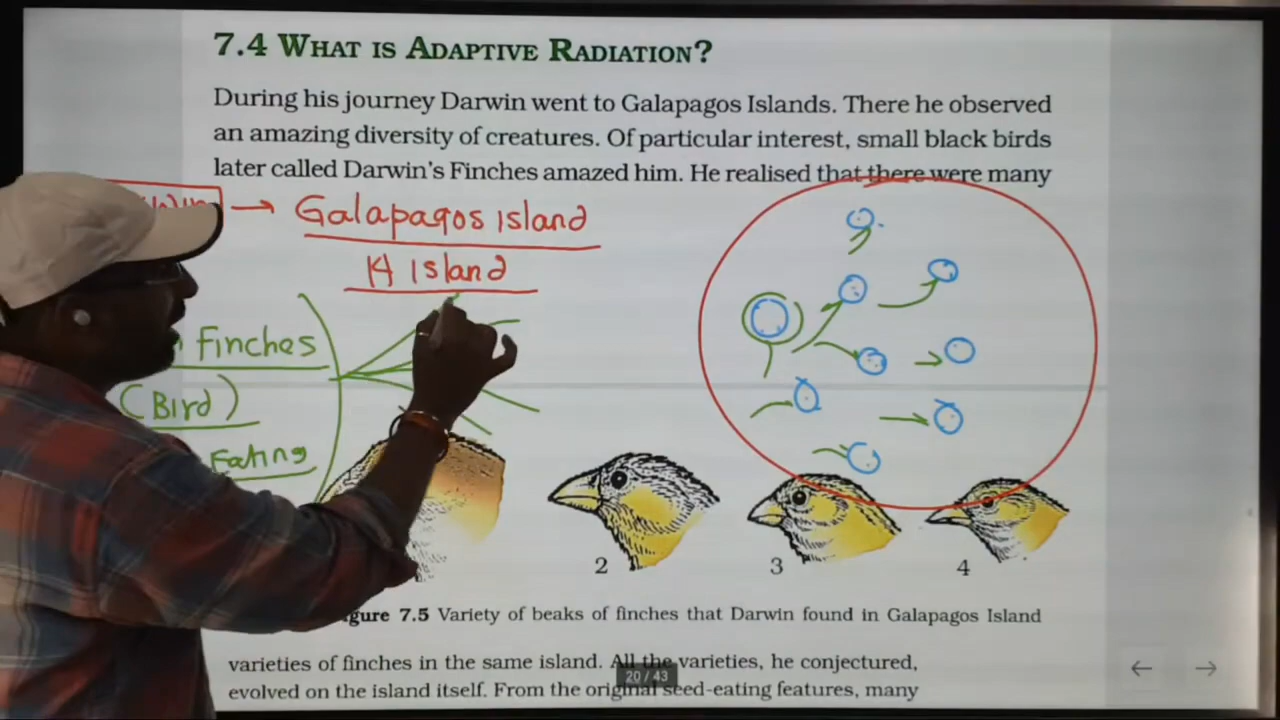 7.4 WHAT IS ADAPTIVE RADIATION?
During his journey Darwin went to Galapagos Islands. There he observed
an amazing diversity of creatures. Of particular interest, small black birds
later called Darwin's Finches amazed him. He realised that there were many
→ Galapagos island
14 island
Finches
(Bird)
Eating
2
3
4
gure 7.5 Variety of beaks of finches that Darwin found in Galapagos Island
varieties of finches in the same island. All the varieties, he conjectured,
20 / 43
evolved on the island itself. From the original seed-eating features, many
← →